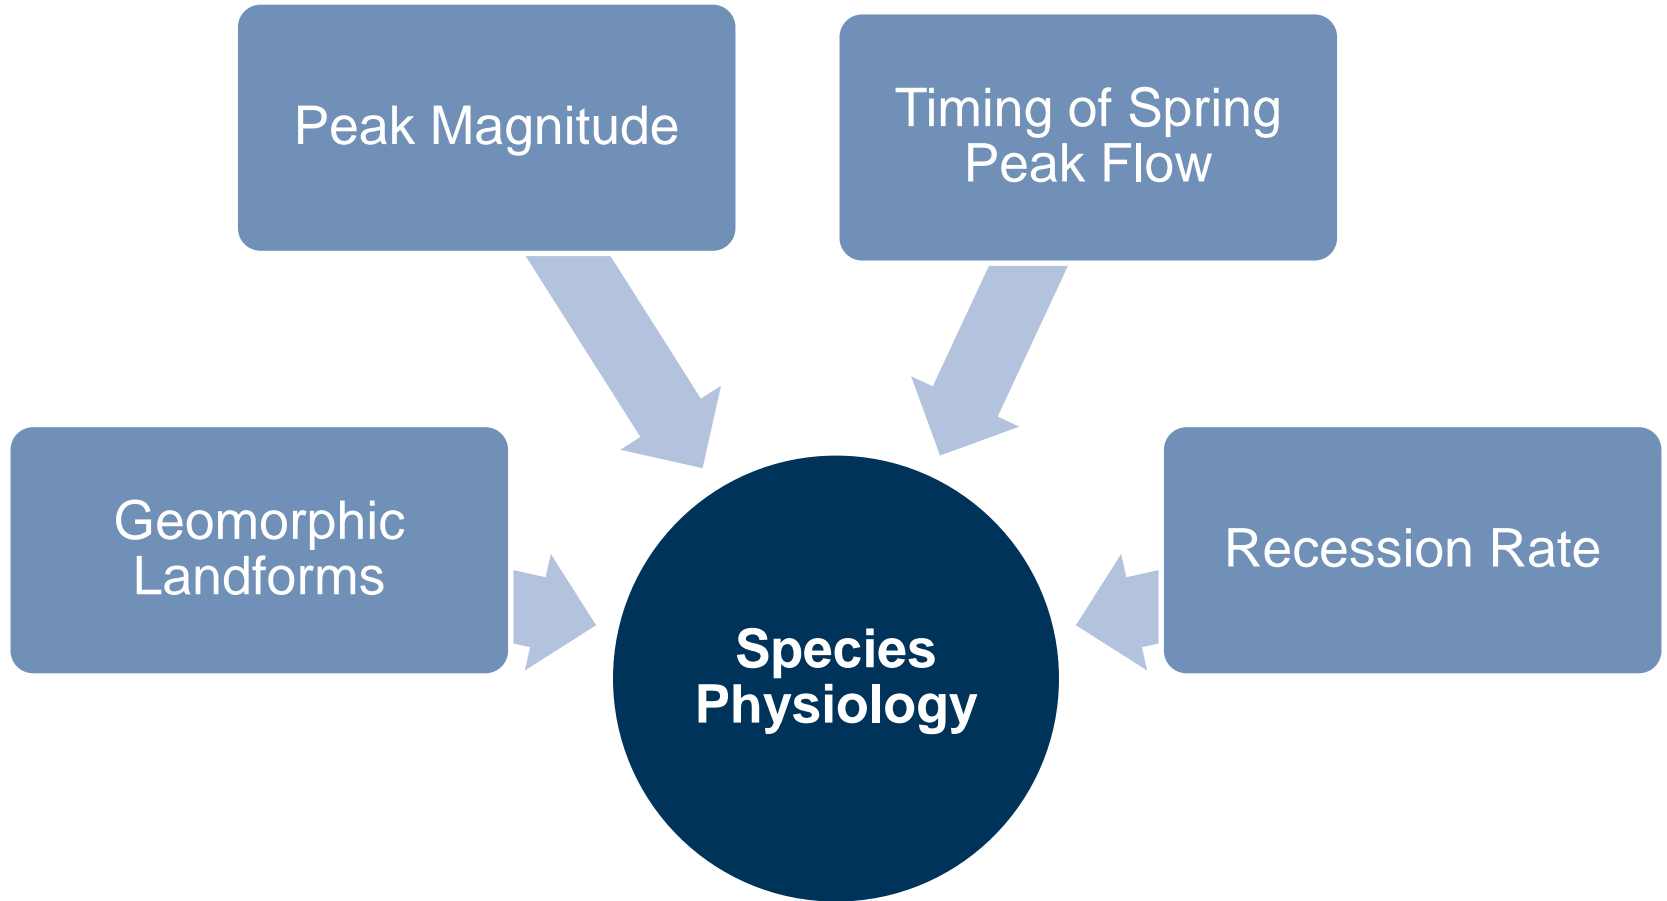 Peak Magnitude
Timing of Spring
Peak Flow
Geomorphic
Landforms
Recession Rate
Species
Physiology